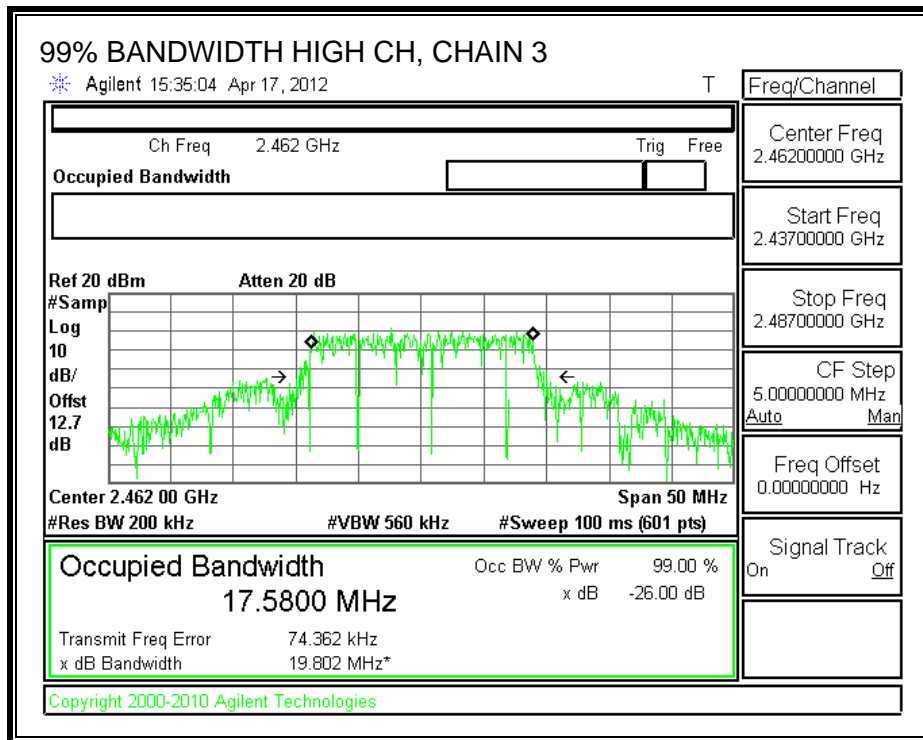 99% BANDWIDTH HIGH CH, CHAIN 3
Agilent 15:35:04 Apr 17, 2012 T
Freq/Channel
Ch Freq 2.462 GHz Trig Free
Occupied Bandwidth
Center Freq
2.46200000 GHz
Start Freq
2.43700000 GHz
Stop Freq
2.48700000 GHz
CF Step
5.00000000 MHz
Auto Man
Freq Offset
0.00000000 Hz
Signal Track
On Off
Ref 20 dBm Atten 20 dB
#Samp
Log
10
dB/
Offst
12.7
dB
Center 2.462 00 GHz Span 50 MHz
#Res BW 200 kHz #VBW 560 kHz #Sweep 100 ms (601 pts)
Occupied Bandwidth Occ BW % Pwr 99.00 %
17.5800 MHz x dB -26.00 dB
Transmit Freq Error 74.362 kHz
x dB Bandwidth 19.802 MHz*
Copyright 2000-2010 Agilent Technologies